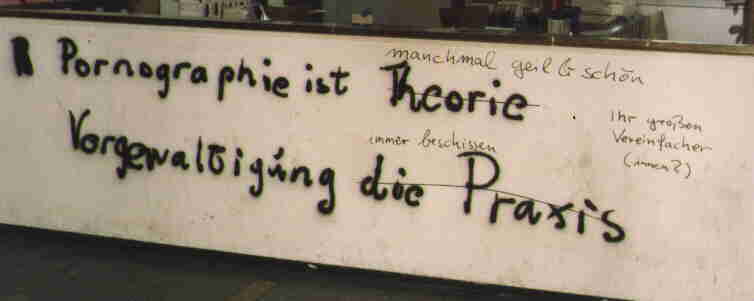 manchmal geil & schön
Pornographie ist Theorie
Ihr großen
Vereinfacher
(innen?)
immer beschissen
Vergewaltigung die Praxis